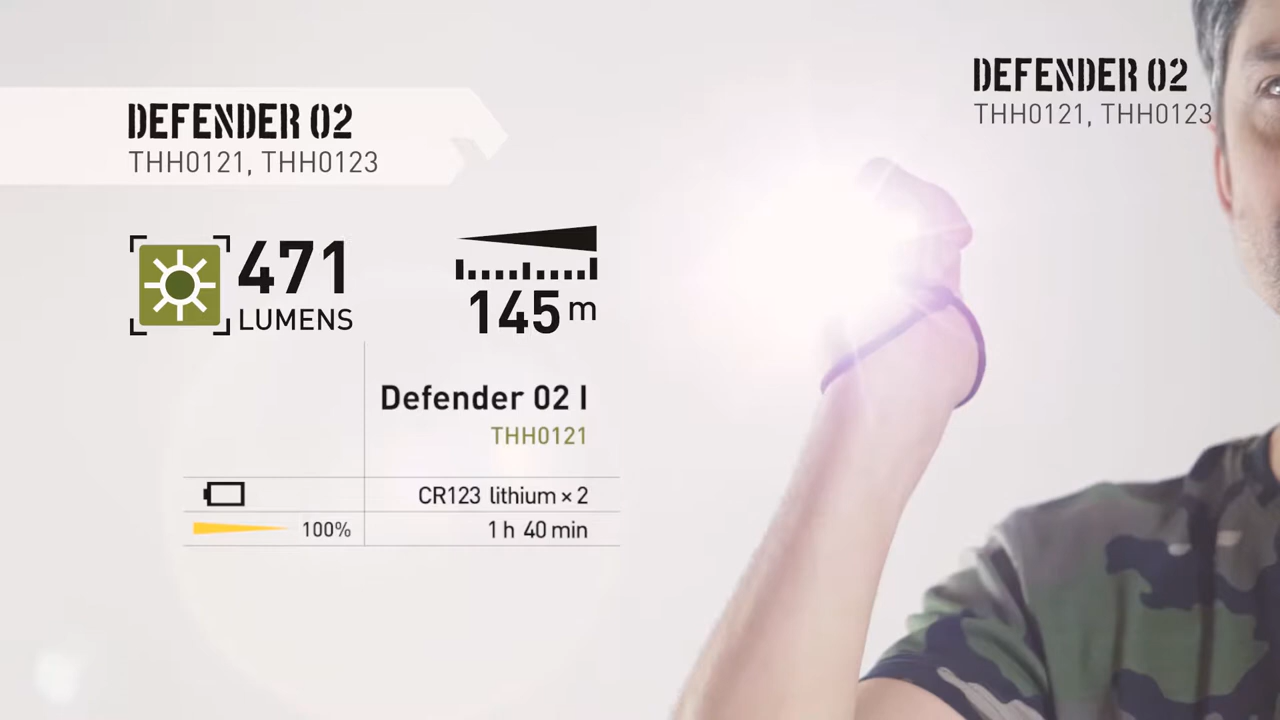 DEFENDER 02
THH0121, THH0123
DEFENDER 02
THH0121, THH0123
471
LUMENS
145 m
Defender 02 I
THH0121
CR123 lithium × 2
100% 1 h 40 min